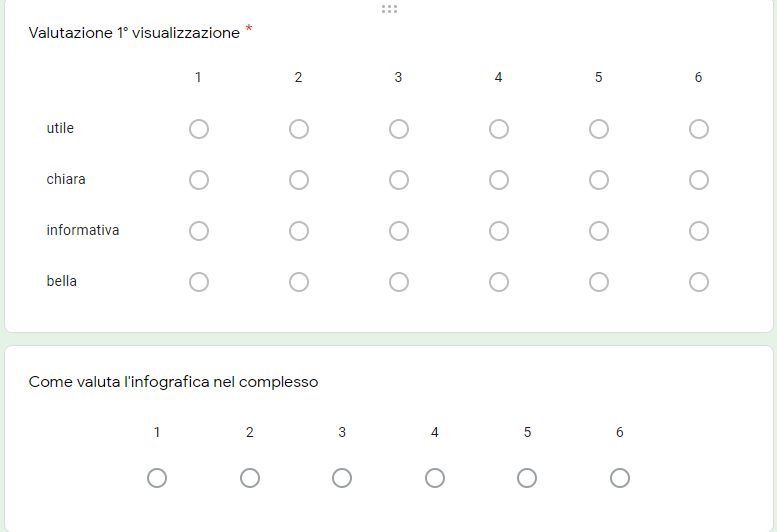 Valutazione 1° visualizzazione *
1 2 3 4 5 6
utile
chiara
informativa
bella
Come valuta l'infografica nel complesso
1 2 3 4 5 6